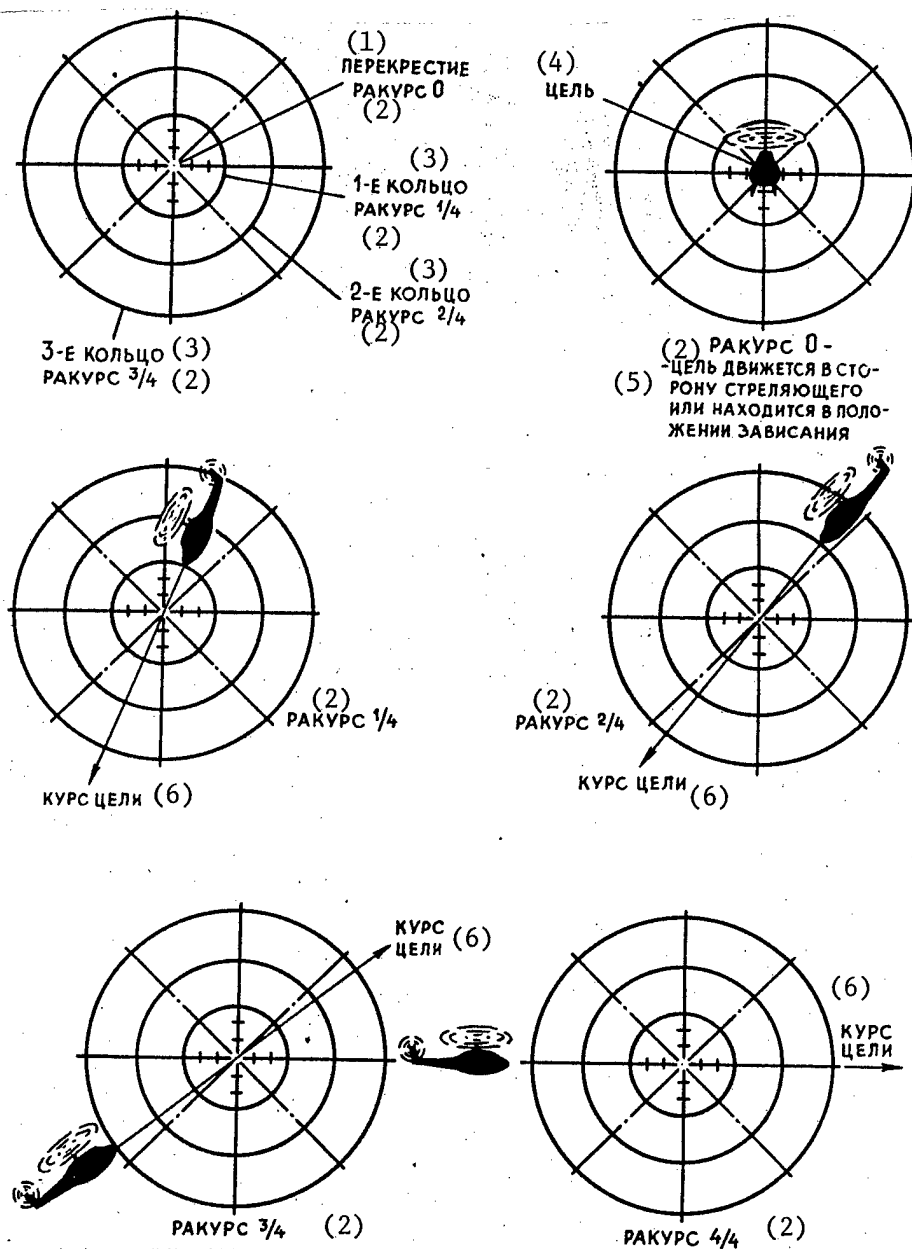 (1)
ПЕРЕКРЕСТИЕ
РАКУРС 0
(2)
(3)
1-Е КОЛЬЦО
РАКУРС 1/4
(2)
(3)
2-Е КОЛЬЦО
РАКУРС 2/4
(2)
3-Е КОЛЬЦО (3)
РАКУРС 3/4 (2)
(4)
ЦЕЛЬ
(2) РАКУРС 0-
(5) -ЦЕЛЬ ДВИЖЕТСЯ В СТО-
РОНУ СТРЕЛЯЮЩЕГО
ИЛИ НАХОДИТСЯ В ПОЛО-
ЖЕНИИ ЗАВИСАНИЯ
(2)
РАКУРС 1/4
КУРС ЦЕЛИ (6)
(2)
РАКУРС 2/4
КУРС ЦЕЛИ (6)
КУРС
ЦЕЛИ (6)
РАКУРС 3/4 (2)
(6)
КУРС
ЦЕЛИ
РАКУРС 4/4 (2)